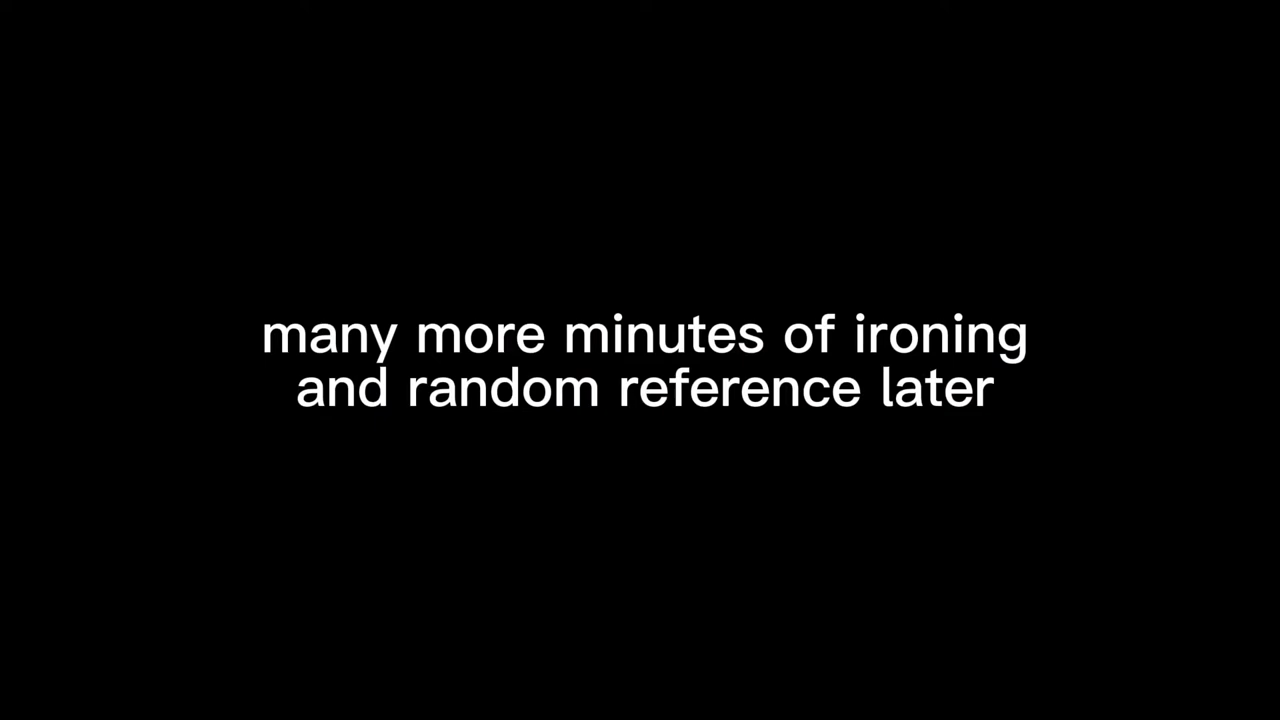 many more minutes of ironing
and random reference later